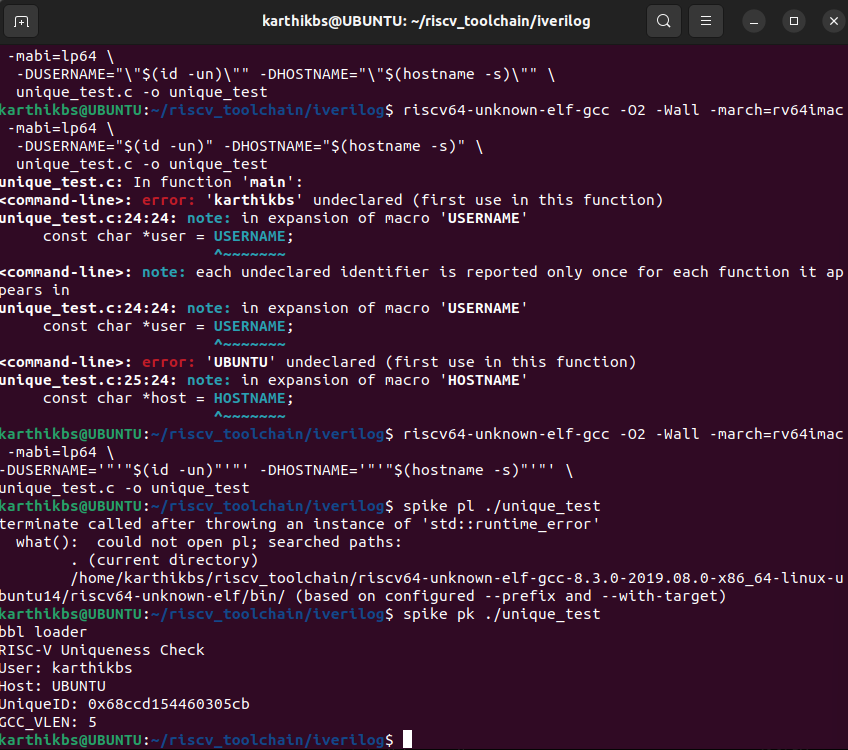 karthikbs@UBUNTU: ~/riscv_toolchain/iverilog
 -mabi=lp64 \
  -DUSERNAME="\"$(id -un)\"" -DHOSTNAME="\"$(hostname -s)\"" \
  unique_test.c -o unique_test
karthikbs@UBUNTU:~/riscv_toolchain/iverilog$ riscv64-unknown-elf-gcc -O2 -Wall -march=rv64imac
 -mabi=lp64 \
  -DUSERNAME="$(id -un)" -DHOSTNAME="$(hostname -s)" \
  unique_test.c -o unique_test
unique_test.c: In function 'main':
<command-line>: error: 'karthikbs' undeclared (first use in this function)
unique_test.c:24:24: note: in expansion of macro 'USERNAME'
     const char *user = USERNAME;
                        ^~~~~~~~
<command-line>: note: each undeclared identifier is reported only once for each function it ap
pears in
unique_test.c:24:24: note: in expansion of macro 'USERNAME'
     const char *user = USERNAME;
                        ^~~~~~~~
<command-line>: error: 'UBUNTU' undeclared (first use in this function)
unique_test.c:25:24: note: in expansion of macro 'HOSTNAME'
     const char *host = HOSTNAME;
                        ^~~~~~~~
karthikbs@UBUNTU:~/riscv_toolchain/iverilog$ riscv64-unknown-elf-gcc -O2 -Wall -march=rv64imac
 -mabi=lp64 \
-DUSERNAME='"'"$(id -un)"'"' -DHOSTNAME='"'"$(hostname -s)"'"' \
unique_test.c -o unique_test
karthikbs@UBUNTU:~/riscv_toolchain/iverilog$ spike pl ./unique_test
terminate called after throwing an instance of 'std::runtime_error'
  what():  could not open pl; searched paths:
        . (current directory)
        /home/karthikbs/riscv_toolchain/riscv64-unknown-elf-gcc-8.3.0-2019.08.0-x86_64-linux-u
buntu14/riscv64-unknown-elf/bin/ (based on configured --prefix and --with-target)
karthikbs@UBUNTU:~/riscv_toolchain/iverilog$ spike pk ./unique_test
bbl loader
RISC-V Uniqueness Check
User: karthikbs
Host: UBUNTU
UniqueID: 0x68ccd154460305cb
GCC_VLEN: 5
karthikbs@UBUNTU:~/riscv_toolchain/iverilog$